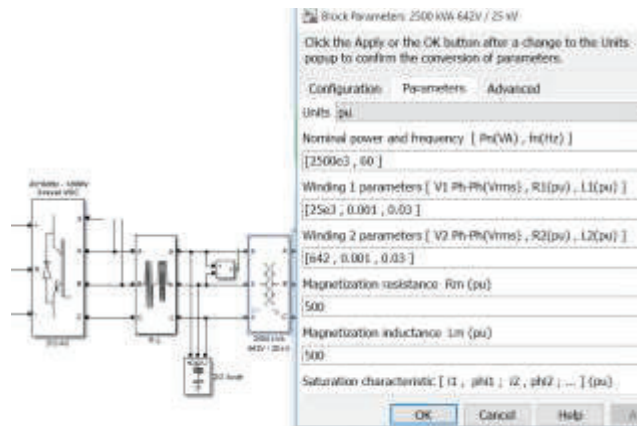 Block Parameters: 2500 kVA 642V / 25 kV
Click the Apply or the OK button after a change to the Units
popup to confirm the conversion of parameters.
Configuration Parameters Advanced
Units pu
Nominal power and frequency [ Pn(VA) , fn(Hz) ]
[2500e3 , 60 ]
Winding 1 parameters [ V1 Ph-Ph(Vrms) , R1(pu) , L1(pu) ]
[25e3 , 0.001 , 0.03 ]
Winding 2 parameters [ V2 Ph-Ph(Vrms) , R2(pu) , L2(pu) ]
[642 , 0.001 , 0.03 ]
Magnetization resistance Rm (pu)
500
Magnetization inductance Lm (pu)
500
Saturation characteristic [ i1 , phi1 ; i2 , phi2 ; ... ] (pu)
OK Cancel Help